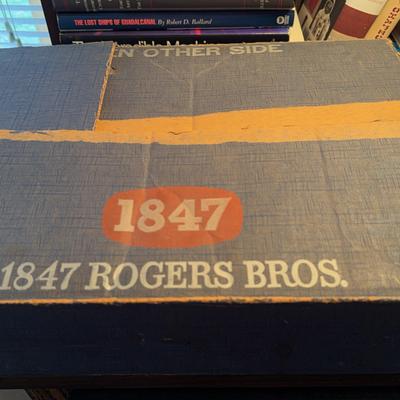 THE LOST SHIPS OF GUADALCANAL By Robert D. Ballard
OTHER SIDE
1847
1847 ROGERS BROS.